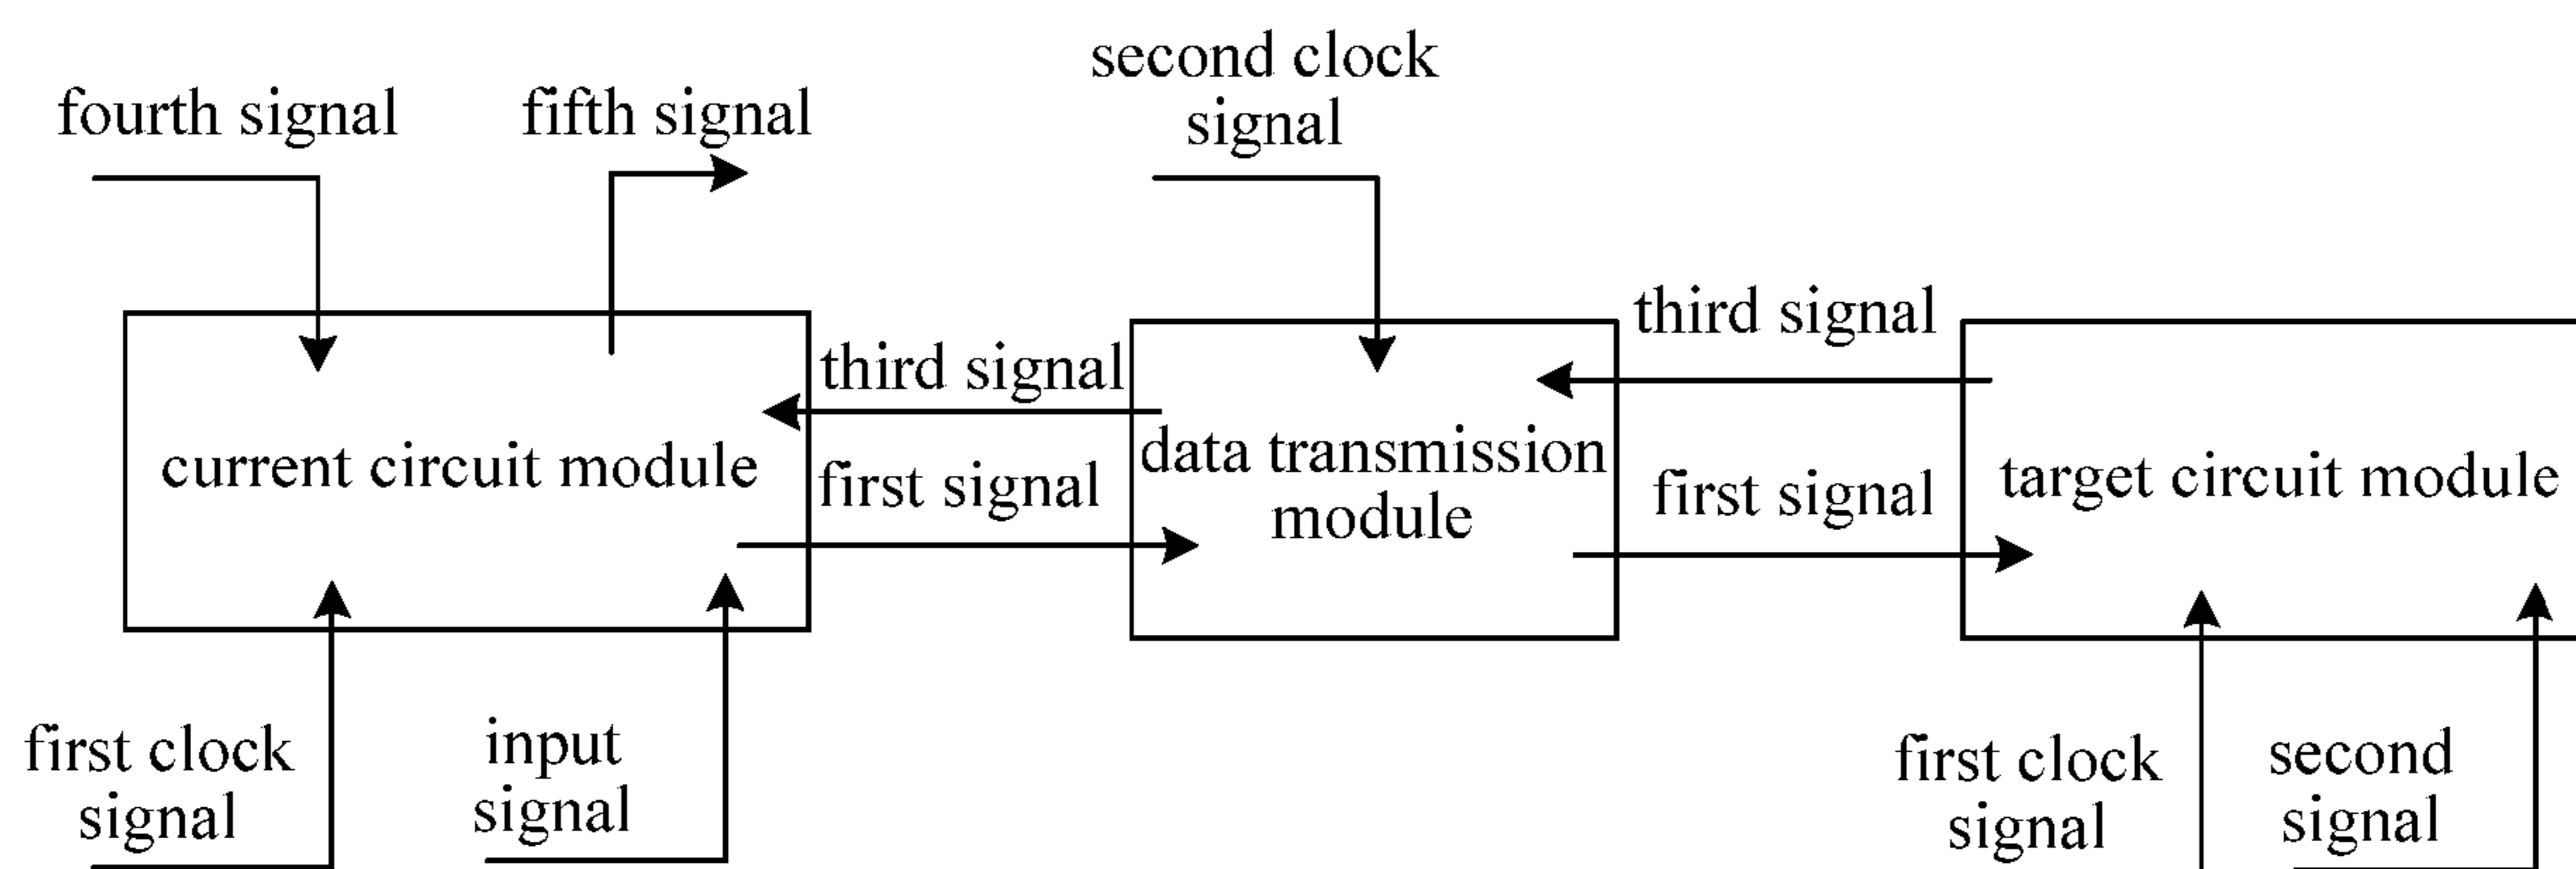 second clock
signal
fourth signal
fifth signal
third signal
third signal
current circuit module
data transmission
module
first signal
first signal
target circuit module
first clock
signal
input
signal
first clock
signal
second
signal